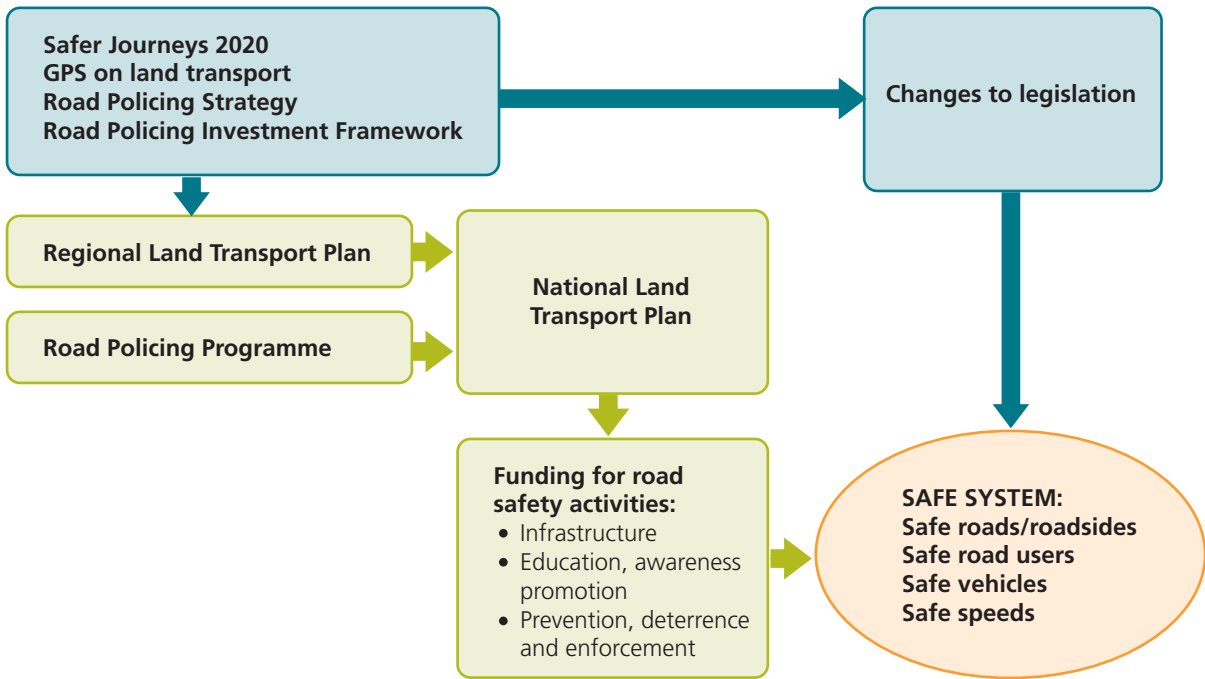 Safer Journeys 2020
GPS on land transport
Road Policing Strategy
Road Policing Investment Framework
Changes to legislation
Regional Land Transport Plan
Road Policing Programme
National Land
Transport Plan
Funding for road
safety activities:
• Infrastructure
• Education, awareness
promotion
• Prevention, deterrence
and enforcement
SAFE SYSTEM:
Safe roads/roadsides
Safe road users
Safe vehicles
Safe speeds